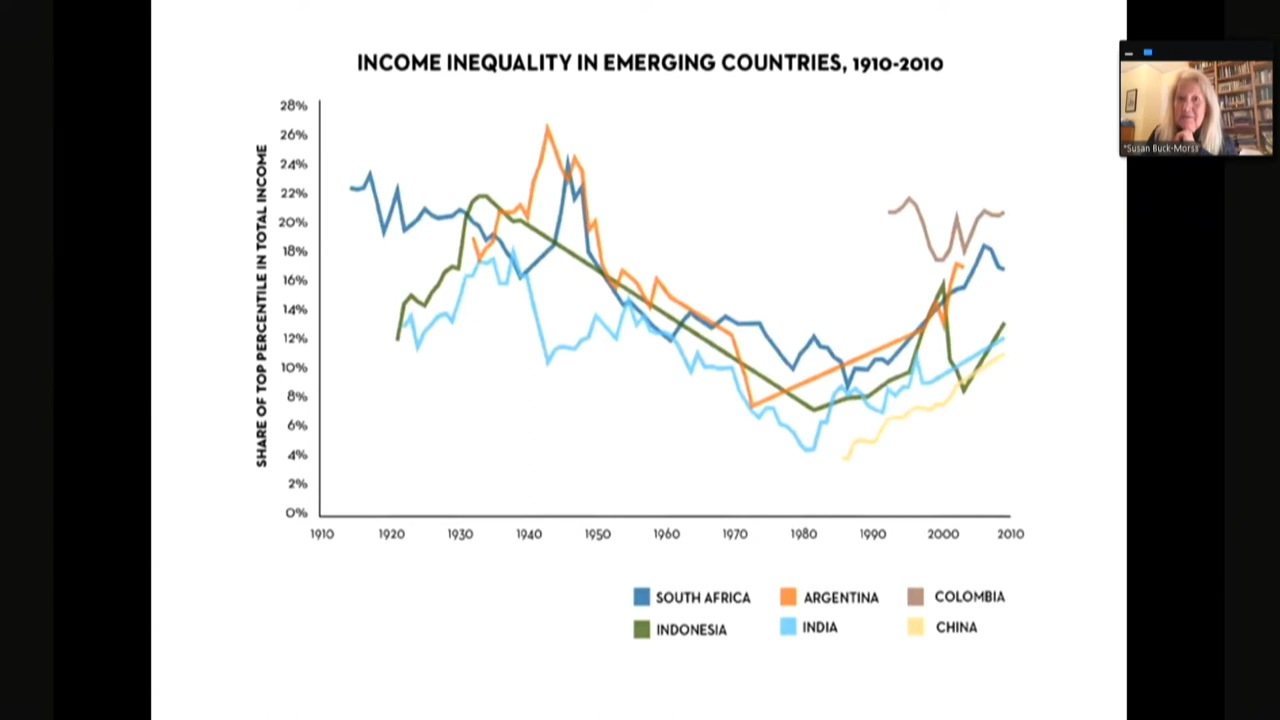 INCOME INEQUALITY IN EMERGING COUNTRIES, 1910-2010
SHARE OF TOP PERCENTILE IN TOTAL INCOME
28%
26%
24%
22%
20%
18%
16%
14%
12%
10%
8%
6%
4%
2%
0%
1910 1920 1930 1940 1950 1960 1970 1980 1990 2000 2010
SOUTH AFRICA ARGENTINA COLOMBIA
INDONESIA INDIA CHINA
*Susan Buck-Morss